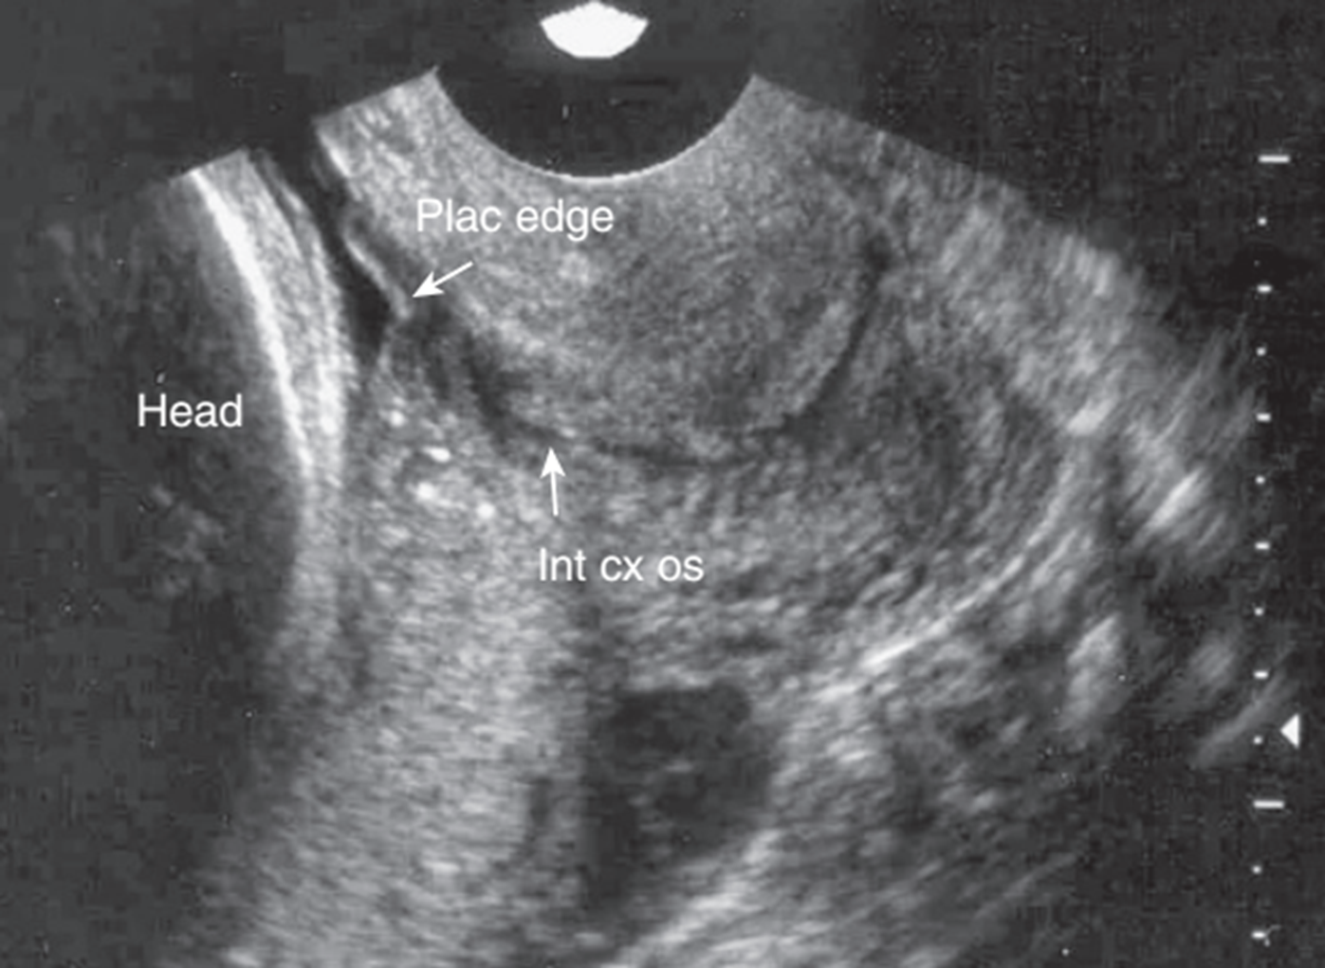 Plac edge
Head
Int cx os